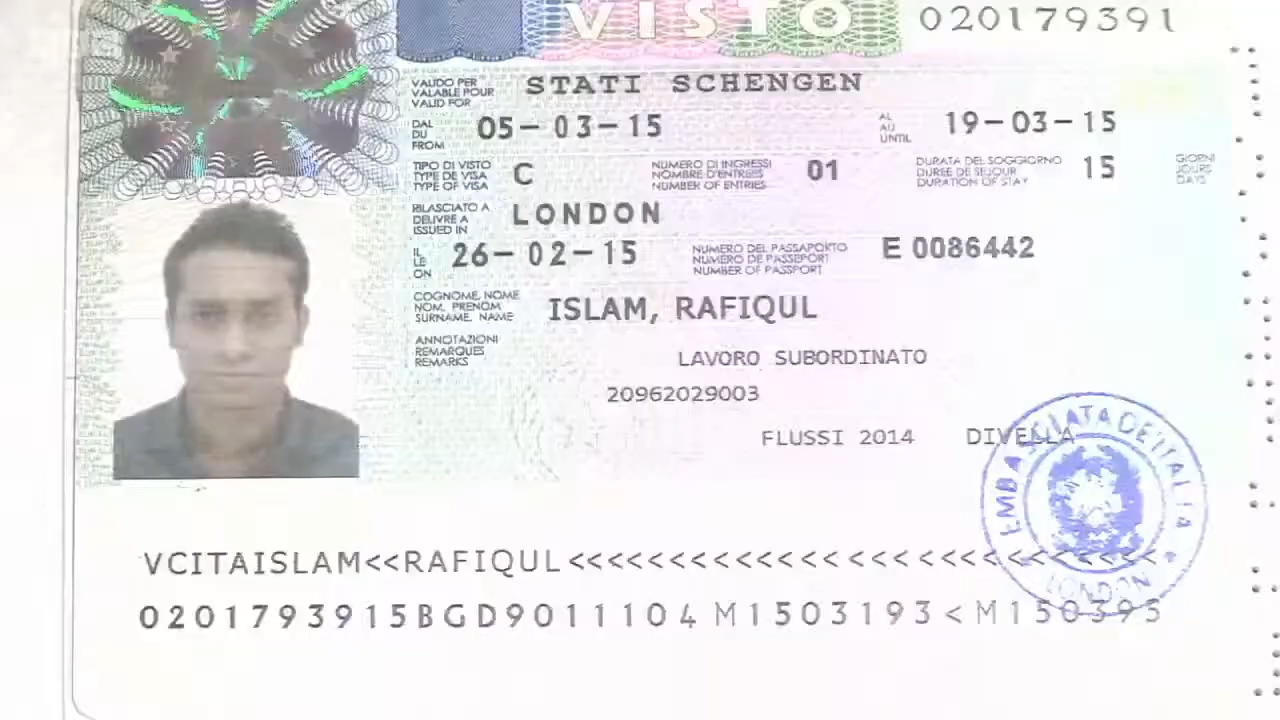 VISTO 020179391
VALIDO PER
VALABLE POUR
VALID FOR
STATI SCHENGEN
DAL
DU
FROM
05-03-15
AL
AU
UNTIL
19-03-15
TIPO DI VISTO
TYPE DE VISA
TYPE OF VISA
C
NUMERO DI INGRESSI
NOMBRE D'ENTREES
NUMBER OF ENTRIES
01
DURATA DEL SOGGIORNO
DUREE DE SEJOUR
DURATION OF STAY
15
GIORNI
JOURS
DAYS
RILASCIATO A
DELIVRE A
ISSUED IN
LONDON
IL
LE
ON
26-02-15
NUMERO DEL PASSAPORTO
NUMERO DE PASSEPORT
NUMBER OF PASSPORT
E 0086442
COGNOME, NOME
NOM, PRENOM
SURNAME, NAME
ISLAM, RAFIQUL
ANNOTAZIONI
REMARQUES
REMARKS
LAVORO SUBORDINATO
20962029003
FLUSSI 2014 DIVELLA
AMBASCIATA D'ITALIA
LONDON
VCITAISLAM<<RAFIQUL<<<<<<<<<<<<<<<<<<<<<<<<<
0201793915BGD9011104M1503193<M150395